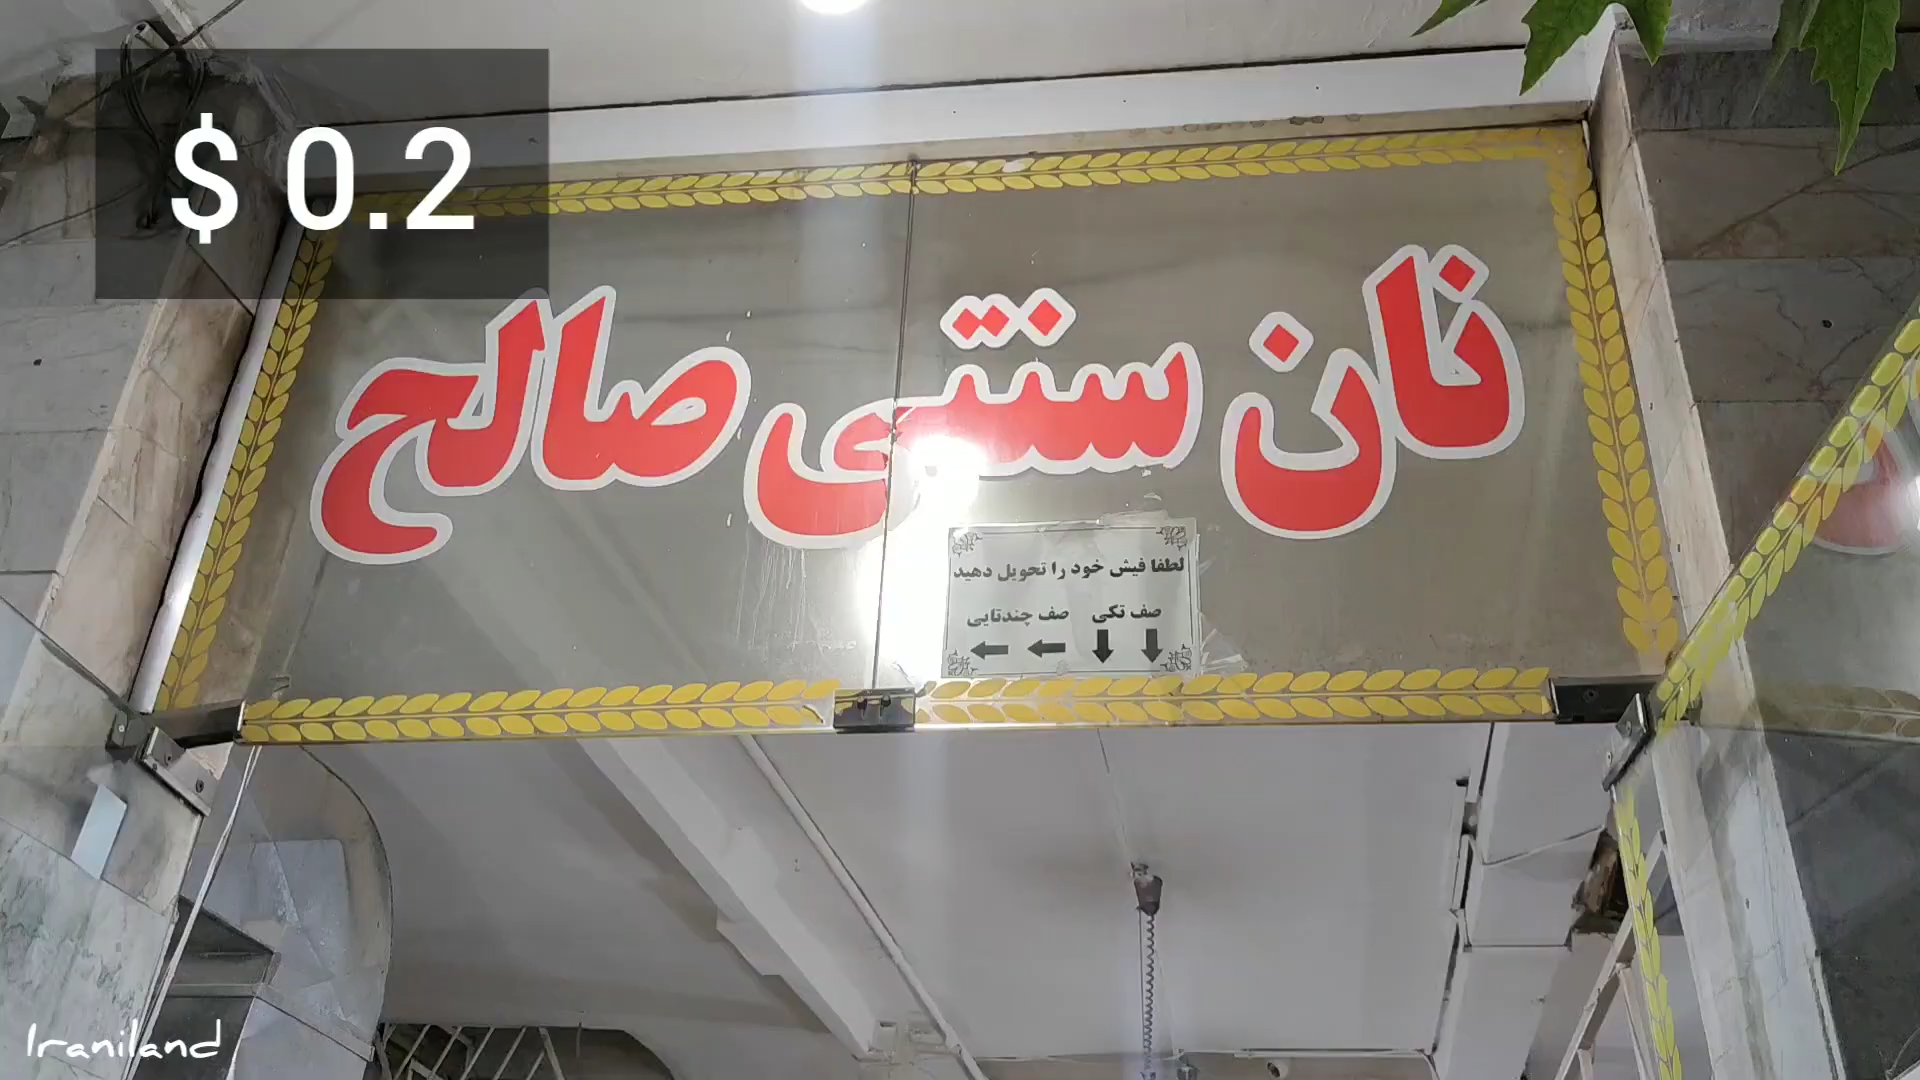 $ 0.2
نان سنتی صالح
لطفا فیش خود را تحویل دهید
صف تکی صف چندتایی
Iraniland